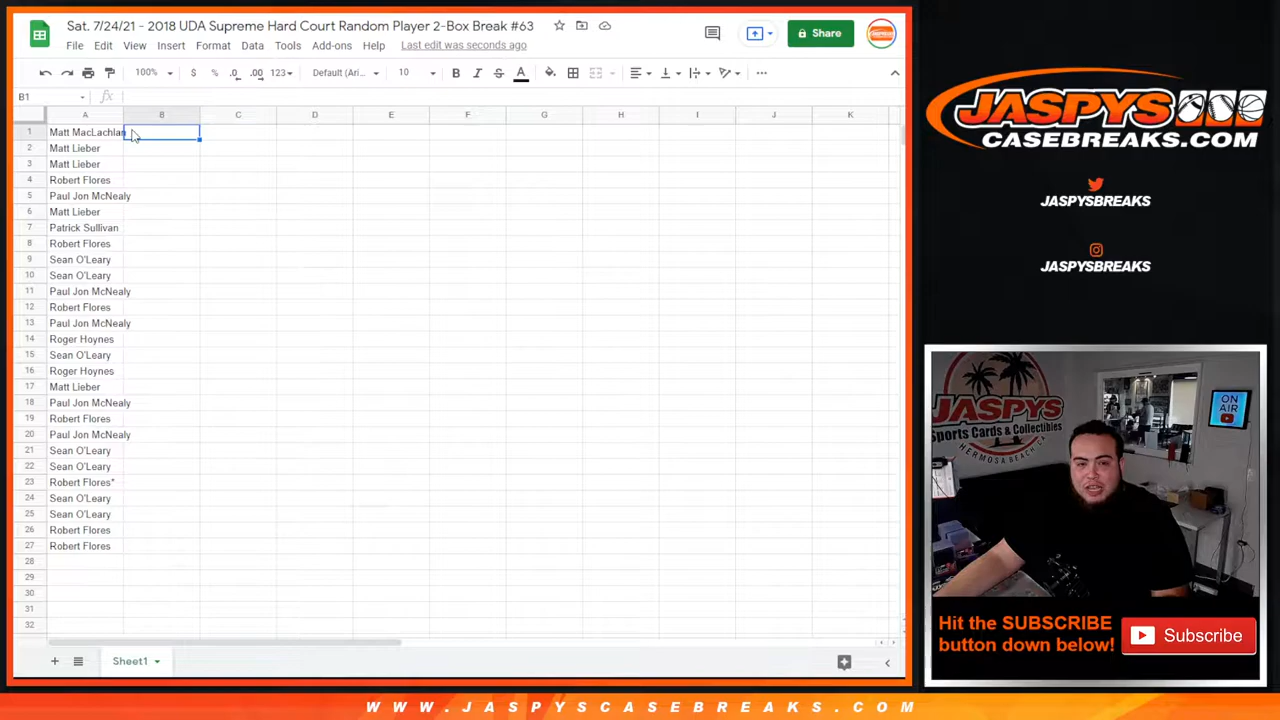 Sat. 7/24/21 - 2018 UDA Supreme Hard Court Random Player 2-Box Break #63
Share
File Edit View Insert Format Data Tools Add-ons Help Last edit was seconds ago
100% $ % .0 .00 123 Default (Ari... 10 B I S A
B1 fx
A B C D E F G H I J K
1 Matt MacLachlan
2 Matt Lieber
3 Matt Lieber
4 Robert Flores
5 Paul Jon McNealy
6 Matt Lieber
7 Patrick Sullivan
8 Robert Flores
9 Sean O'Leary
10 Sean O'Leary
11 Paul Jon McNealy
12 Robert Flores
13 Paul Jon McNealy
14 Roger Hoynes
15 Sean O'Leary
16 Roger Hoynes
17 Matt Lieber
18 Paul Jon McNealy
19 Robert Flores
20 Paul Jon McNealy
21 Sean O'Leary
22 Sean O'Leary
23 Robert Flores*
24 Sean O'Leary
25 Sean O'Leary
26 Robert Flores
27 Robert Flores
28
29
30
31
32
Sheet1
JASPYS
CASEBREAKS.COM
JASPYSBREAKS
JASPYSBREAKS
JASPYS
Sports Cards & Collectibles
HERMOSA BEACH, CA
ON
AIR
Hit the SUBSCRIBE
button down below!
Subscribe
WWW.JASPYSCASEBREAKS.COM